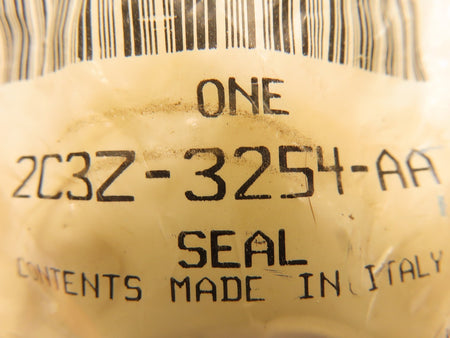 ONE
2C3Z-3254-AA
SEAL
CONTENTS MADE IN ITALY